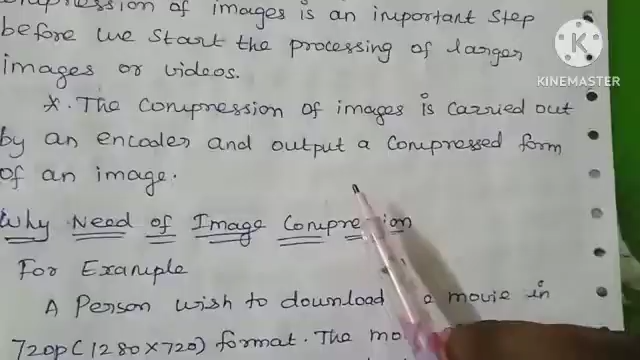 of images is an important step
before we start the processing of larger
images or videos.
*. The compression of images is carried out
by an encoder and output a compressed form
of an image.
Why Need of Image Compression
For Example
A Person wish to download a movie in
720p (1280×720) format. The
KINEMASTER